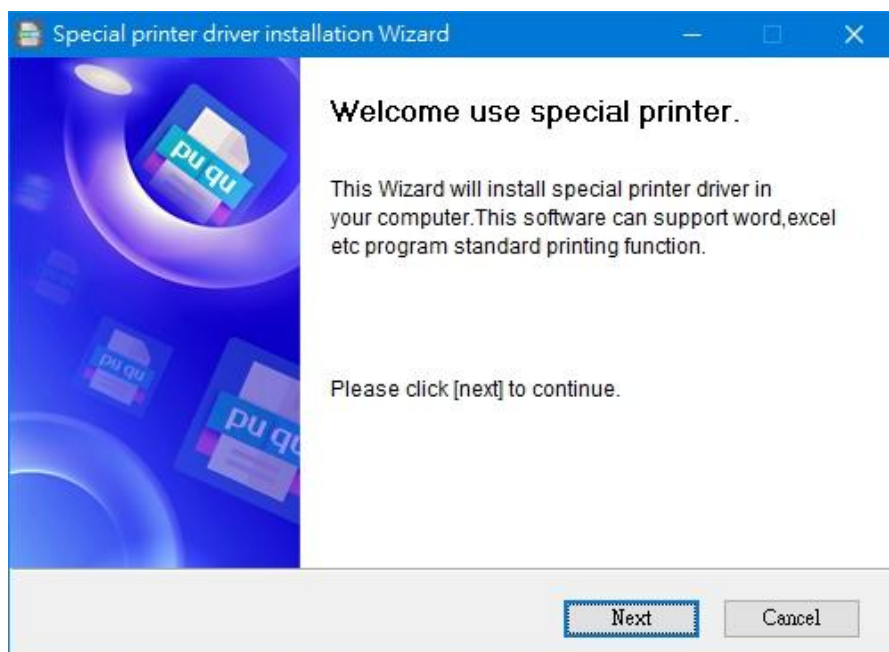 Special printer driver installation Wizard
pu qu
Welcome use special printer.
This Wizard will install special printer driver in
your computer.This software can support word,excel
etc program standard printing function.
pu qu
pu qu
Please click [next] to continue.
Next
Cancel